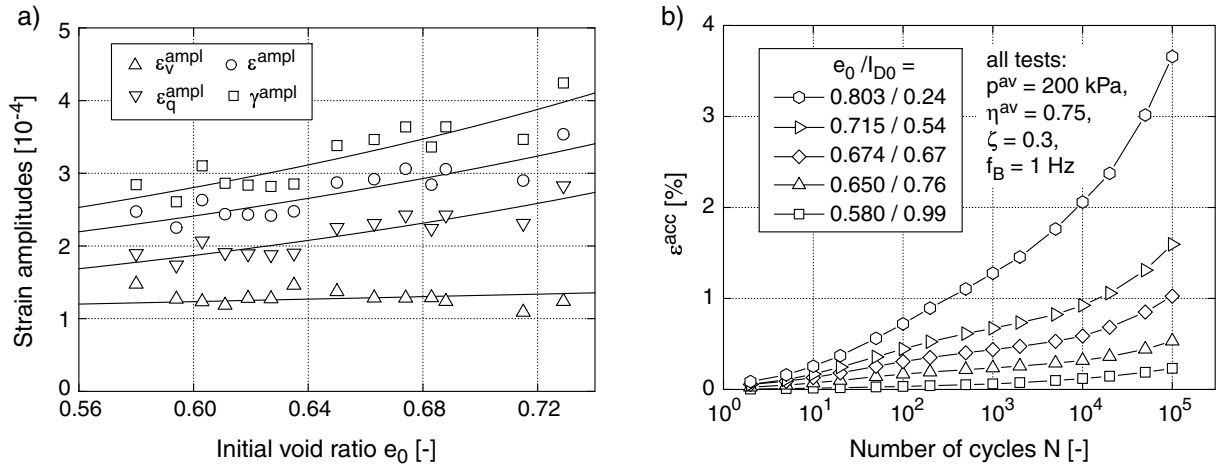 a)
5
4
3
2
1
0
Strain amplitudes [10⁻⁴]
ε_v^ampl
ε^ampl
ε_q^ampl
γ^ampl
0.56 0.60 0.64 0.68 0.72
Initial void ratio e₀ [-]
b)
4
3
2
1
0
ε^acc [%]
e₀ /I_D0 =
0.803 / 0.24
0.715 / 0.54
0.674 / 0.67
0.650 / 0.76
0.580 / 0.99
all tests:
p^av = 200 kPa,
η^av = 0.75,
ζ = 0.3,
f_B = 1 Hz
10⁰ 10¹ 10² 10³ 10⁴ 10⁵
Number of cycles N [-]